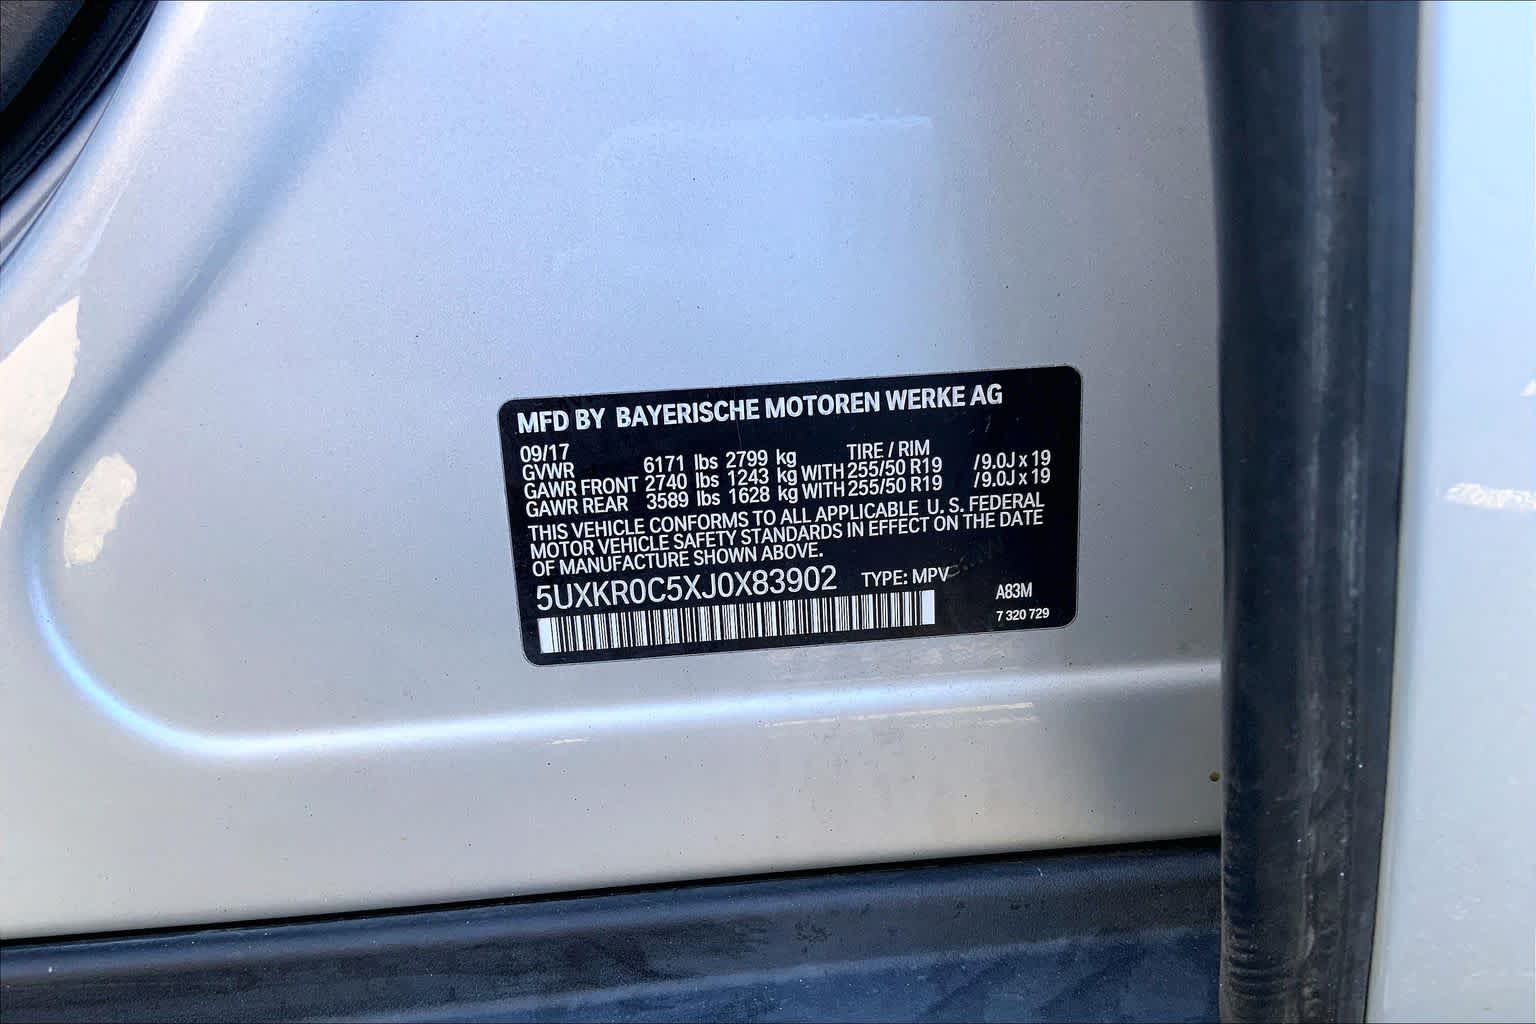 MFD BY BAYERISCHE MOTOREN WERKE AG
09/17
GVWR 6171 lbs 2799 kg TIRE / RIM
GAWR FRONT 2740 lbs 1243 kg WITH 255/50 R19 /9.0J x 19
GAWR REAR 3589 lbs 1628 kg WITH 255/50 R19 /9.0J x 19
THIS VEHICLE CONFORMS TO ALL APPLICABLE U. S. FEDERAL
MOTOR VEHICLE SAFETY STANDARDS IN EFFECT ON THE DATE
OF MANUFACTURE SHOWN ABOVE.
5UXKR0C5XJ0X83902 TYPE: MPV
A83M
7 320 729